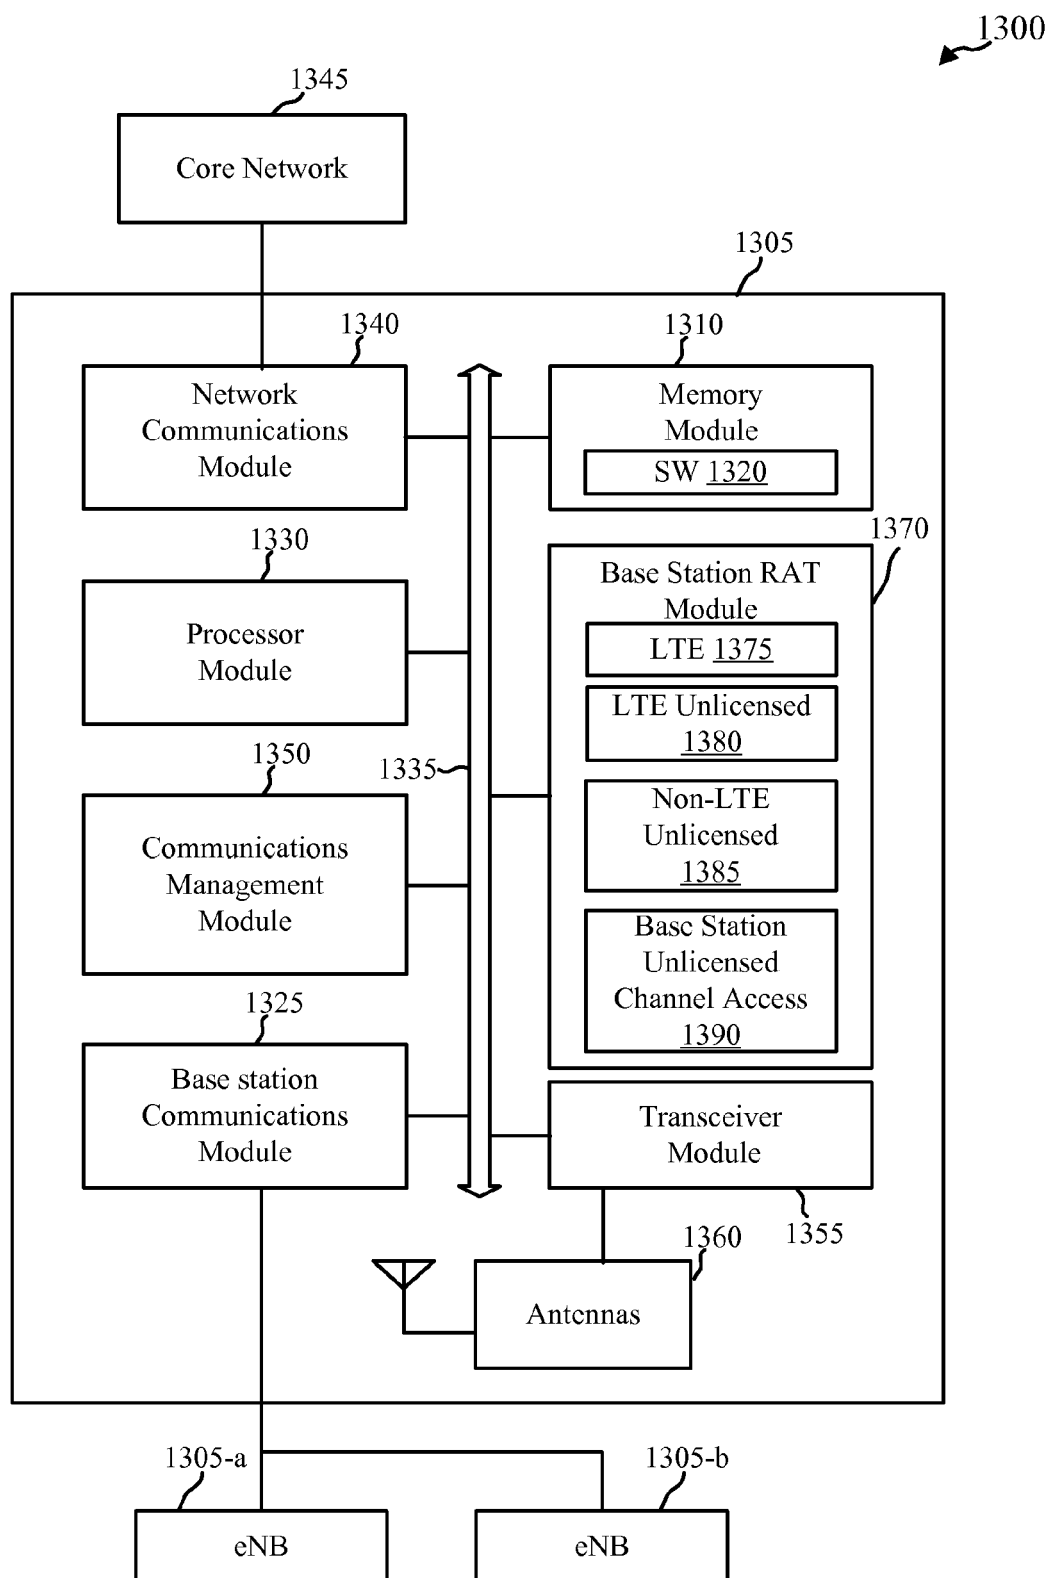 1300
1345
Core Network
1305
1340
Network
Communications
Module
1310
Memory
Module
SW 1320
1330
Processor
Module
1370
Base Station RAT
Module
LTE 1375
LTE Unlicensed
1380
Non-LTE
Unlicensed
1385
Base Station
Unlicensed
Channel Access
1390
1335
1350
Communications
Management
Module
1325
Base station
Communications
Module
Transceiver
Module
1355
1360
Antennas
1305-a
eNB
1305-b
eNB